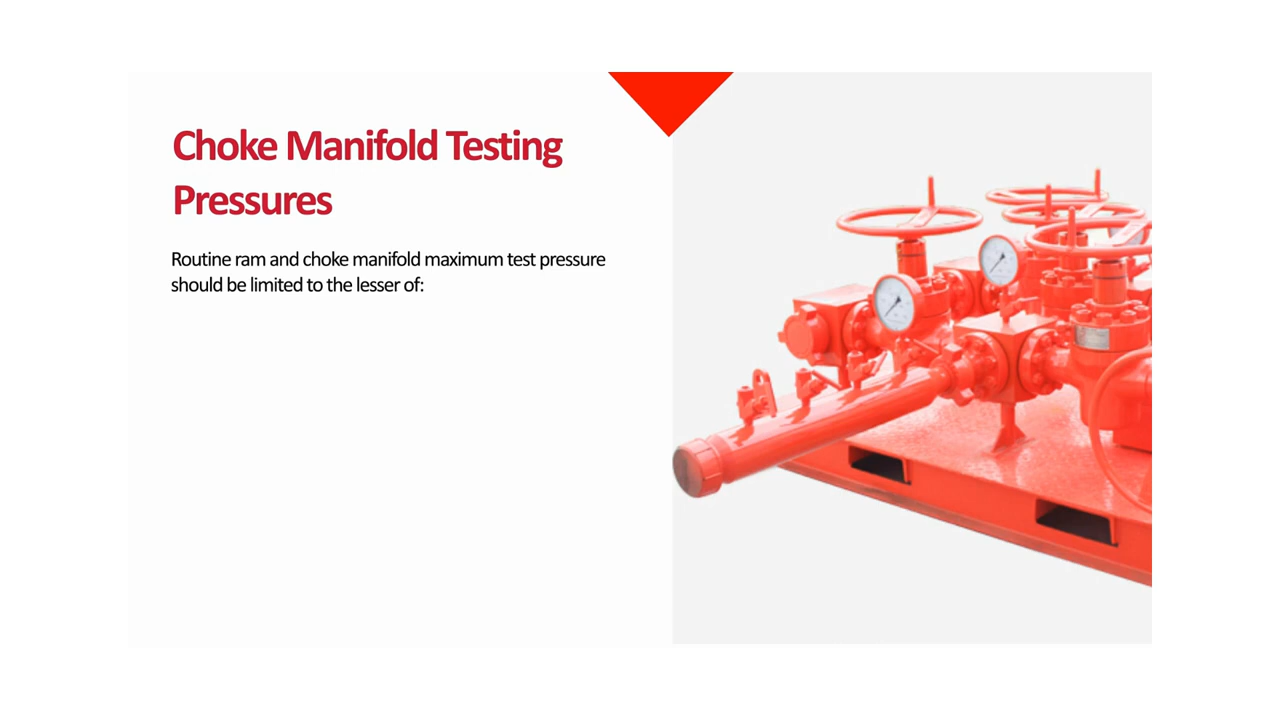 Choke Manifold Testing
Pressures
Routine ram and choke manifold maximum test pressure
should be limited to the lesser of: